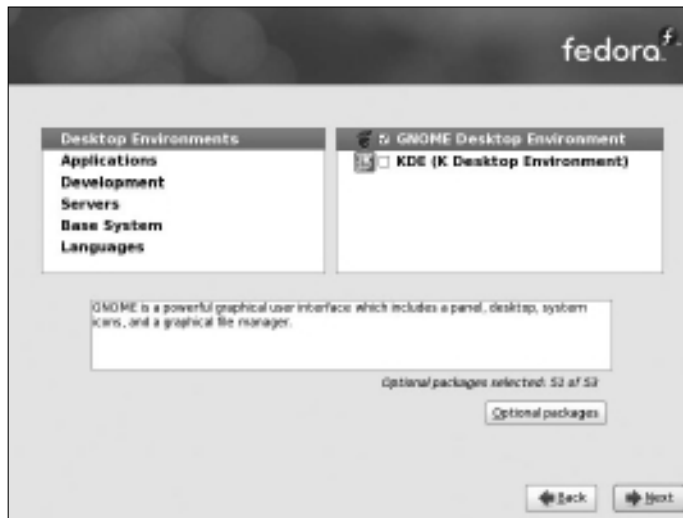 fedora
Desktop Environments
Applications
Development
Servers
Base System
Languages
GNOME Desktop Environment
KDE (K Desktop Environment)
GNOME is a powerful graphical user interface which includes a panel, desktop, system
icons, and a graphical file manager.
Optional packages selected: 51 of 53
Optional packages
Back
Next